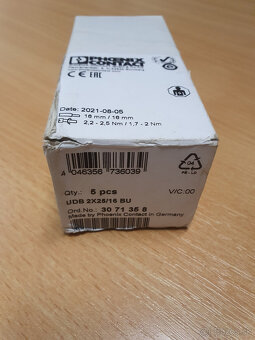 PHOENIX
CONTACT
CE EAC
Date: 2021-08-05
16 mm / 16 mm
2,2 - 2,5 Nm / 1,7 - 2 Nm
4 046356 736039
Qty.: 5 pcs
V/C:00
UDB 2X25/16 BU
Ord.No.: 30 71 35 8
Made by Phoenix Contact in Germany